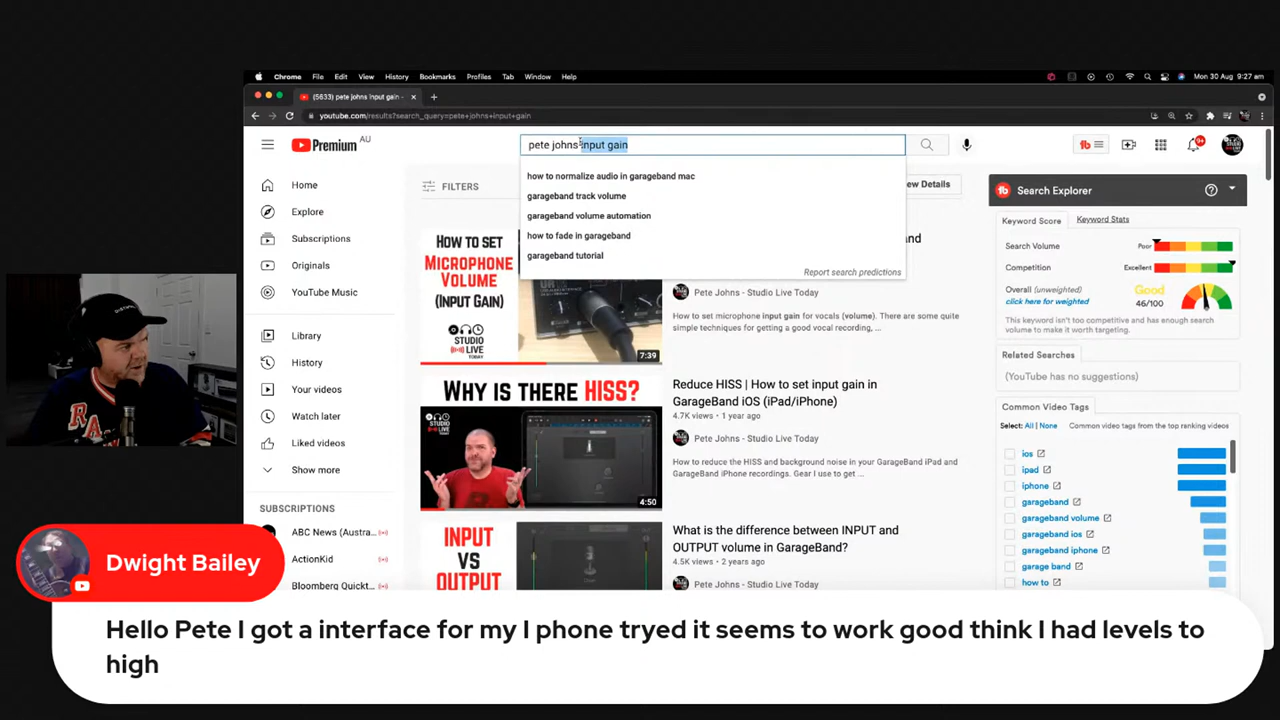 Chrome File Edit View History Bookmarks Profiles Tab Window Help
Mon 30 Aug 9:27 am
(5633) pete johns input gain -
youtube.com/results?search_query=pete+johns+input+gain
Premium AU
pete johns input gain
9+
how to normalize audio in garageband mac
garageband track volume
garageband volume automation
how to fade in garageband
garageband tutorial
Report search predictions
FILTERS
ew Details
Home
Explore
Subscriptions
Originals
YouTube Music
Library
History
Your videos
Watch later
Liked videos
Show more
SUBSCRIPTIONS
ABC News (Austra...
ActionKid
Bloomberg Quickt...
HOW TO SET
MICROPHONE
VOLUME
(INPUT GAIN)
STUDIO
LIVE
TODAY
7:39
and
Pete Johns - Studio Live Today
How to set microphone input gain for vocals (volume). There are some quite
simple techniques for getting a good vocal recording, ...
WHY IS THERE HISS?
STUDIO
LIVE
TODAY
4:50
Reduce HISS | How to set input gain in
GarageBand iOS (iPad/iPhone)
4.7K views • 1 year ago
Pete Johns - Studio Live Today
How to reduce the HISS and background noise in your GarageBand iPad and
GarageBand iPhone recordings. Gear I use to get ...
INPUT
VS
OUTPUT
What is the difference between INPUT and
OUTPUT volume in GarageBand?
4.5K views • 2 years ago
Pete Johns - Studio Live Today
Search Explorer
Keyword Score Keyword Stats
Search Volume Poor
Competition Excellent
Overall (unweighted)
click here for weighted
Good
46/100
This keyword isn't too competitive and has enough search
volume to make it worth targeting.
Related Searches
(YouTube has no suggestions)
Common Video Tags
Select: All | None Common video tags from the top ranking videos
ios
ipad
iphone
garageband
garageband volume
garageband ios
garageband iphone
garage band
how to
Dwight Bailey
Hello Pete I got a interface for my I phone tryed it seems to work good think I had levels to
high